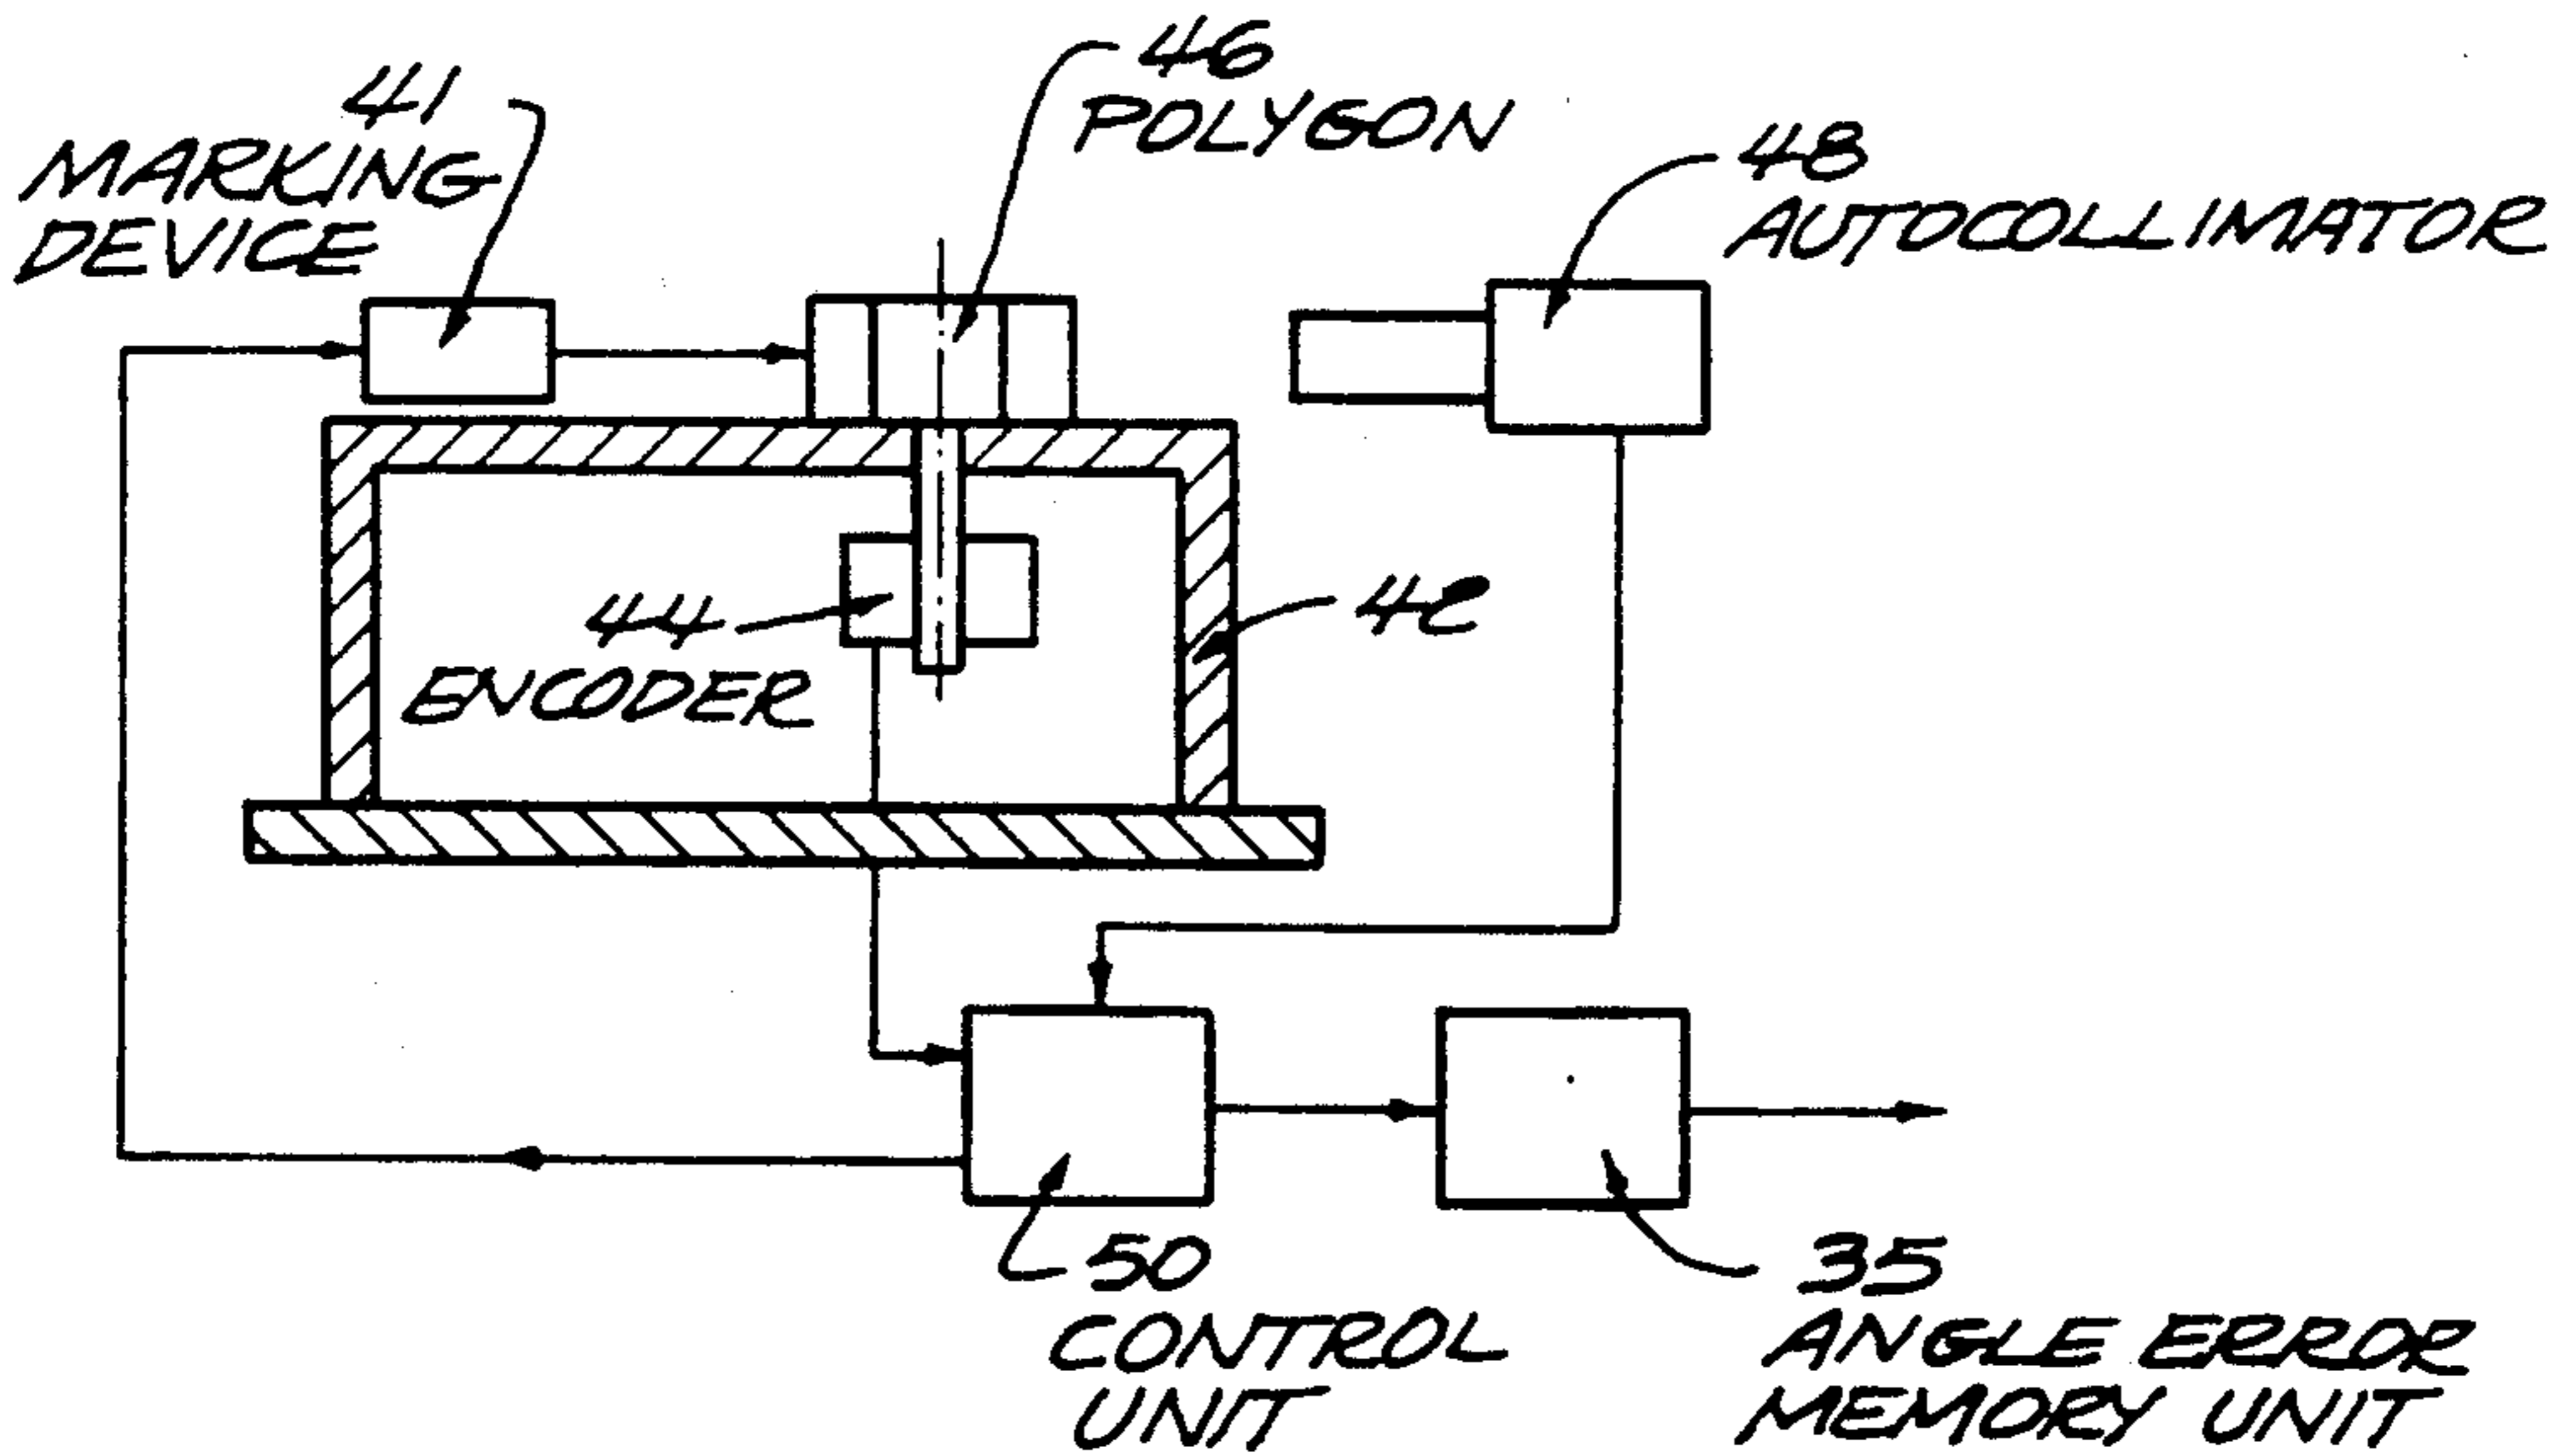 46
POLYGON
41
MARKING
DEVICE
48
AUTOCOLLIMATOR
44
ENCODER
42
50
CONTROL
UNIT
35
ANGLE ERROR
MEMORY UNIT